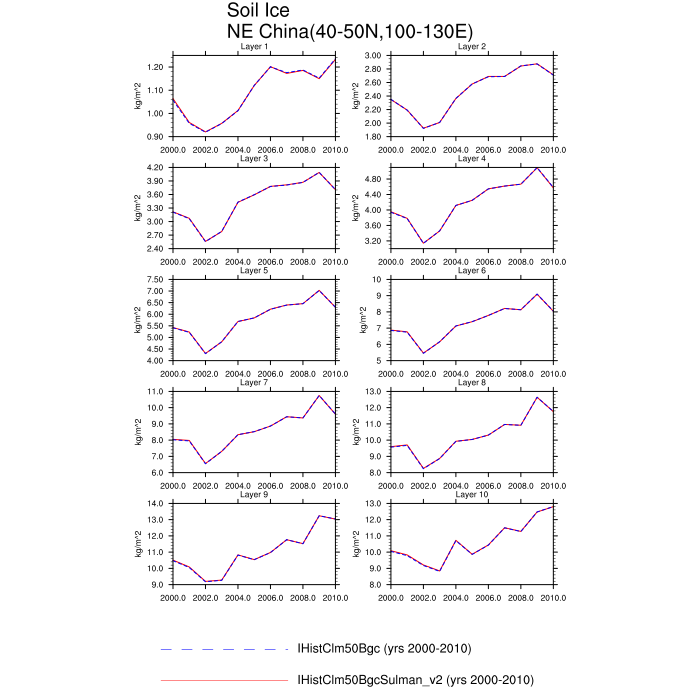 Soil Ice
NE China(40-50N,100-130E)
Layer 1
kg/m^2
1.20
1.10
1.00
0.90
2000.0 2002.0 2004.0 2006.0 2008.0 2010.0
Layer 2
kg/m^2
3.00
2.80
2.60
2.40
2.20
2.00
1.80
2000.0 2002.0 2004.0 2006.0 2008.0 2010.0
Layer 3
kg/m^2
4.20
3.90
3.60
3.30
3.00
2.70
2.40
2000.0 2002.0 2004.0 2006.0 2008.0 2010.0
Layer 4
kg/m^2
4.80
4.40
4.00
3.60
3.20
2000.0 2002.0 2004.0 2006.0 2008.0 2010.0
Layer 5
kg/m^2
7.50
7.00
6.50
6.00
5.50
5.00
4.50
4.00
2000.0 2002.0 2004.0 2006.0 2008.0 2010.0
Layer 6
kg/m^2
10
9
8
7
6
5
2000.0 2002.0 2004.0 2006.0 2008.0 2010.0
Layer 7
kg/m^2
11.0
10.0
9.0
8.0
7.0
6.0
2000.0 2002.0 2004.0 2006.0 2008.0 2010.0
Layer 8
kg/m^2
13.0
12.0
11.0
10.0
9.0
8.0
2000.0 2002.0 2004.0 2006.0 2008.0 2010.0
Layer 9
kg/m^2
14.0
13.0
12.0
11.0
10.0
9.0
2000.0 2002.0 2004.0 2006.0 2008.0 2010.0
Layer 10
kg/m^2
13.0
12.0
11.0
10.0
9.0
8.0
2000.0 2002.0 2004.0 2006.0 2008.0 2010.0
IHistClm50Bgc (yrs 2000-2010)
IHistClm50BgcSulman_v2 (yrs 2000-2010)